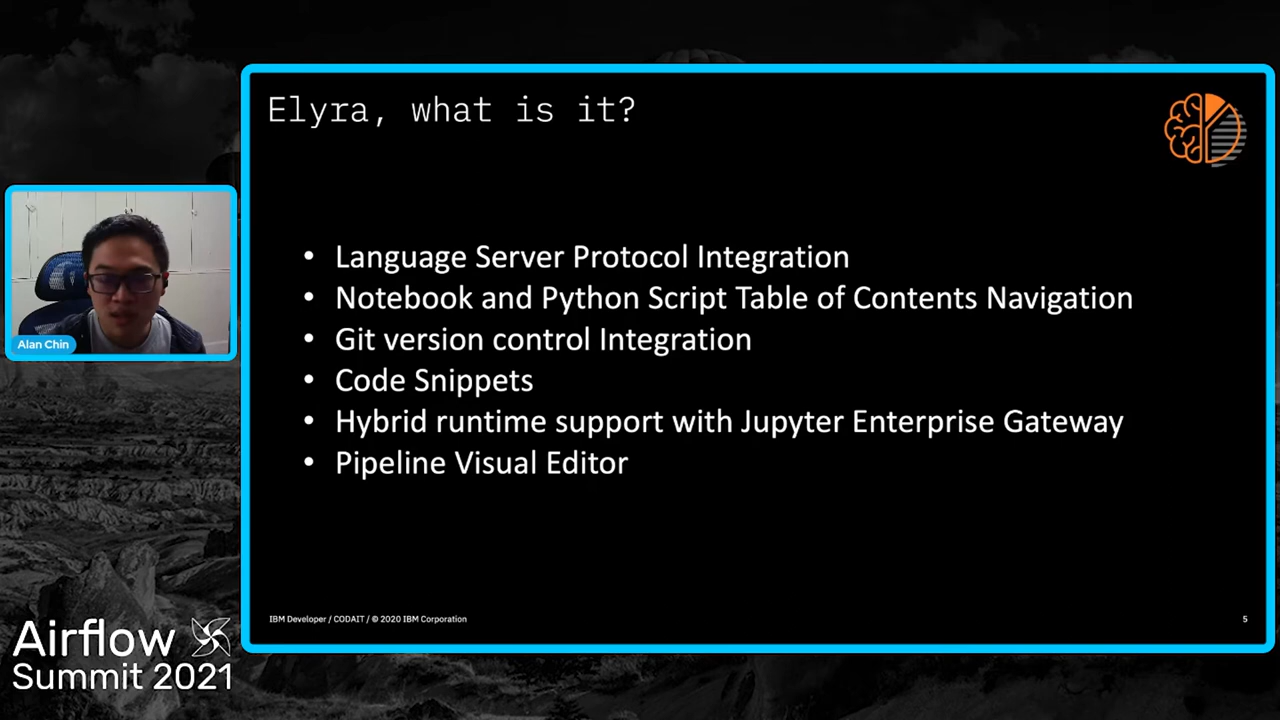 Elyra, what is it?
• Language Server Protocol Integration
• Notebook and Python Script Table of Contents Navigation
• Git version control Integration
• Code Snippets
• Hybrid runtime support with Jupyter Enterprise Gateway
• Pipeline Visual Editor
IBM Developer / CODAIT / © 2020 IBM Corporation
5
Alan Chin
Airflow
Summit 2021